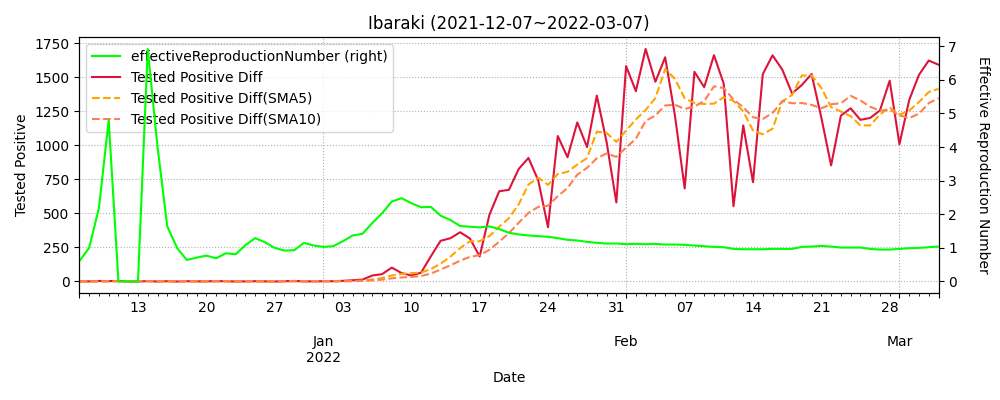 Ibaraki (2021-12-07~2022-03-07)
effectiveReproductionNumber (right)
Tested Positive Diff
Tested Positive Diff(SMA5)
Tested Positive Diff(SMA10)
Tested Positive
1750
1500
1250
1000
750
500
250
0
7
6
5
4
3
2
1
0
Effective Reproduction Number
13 20 27 03 10 17 24 31 07 14 21 28
Jan Feb Mar
2022
Date